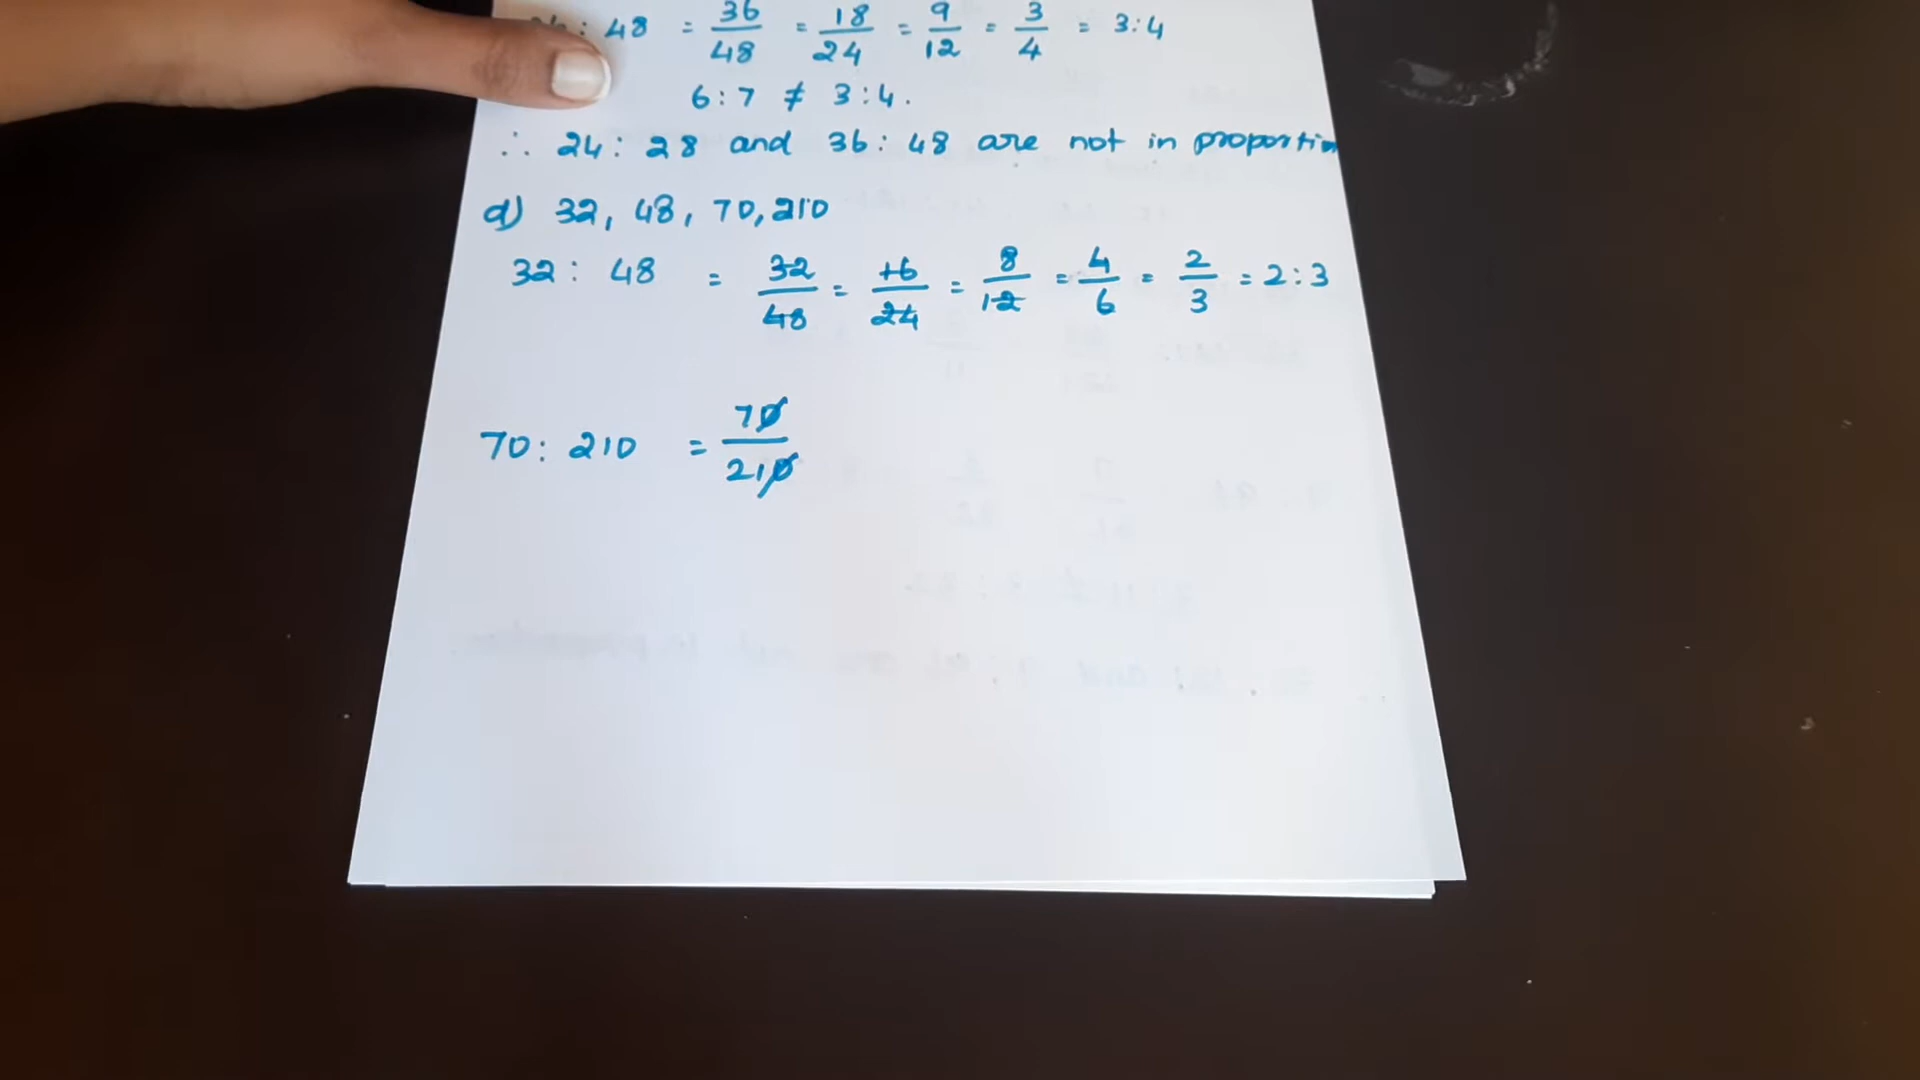 : 48 = 36/48 = 18/24 = 9/12 = 3/4 = 3:4
6:7 ≠ 3:4.
∴ 24:28 and 36:48 are not in proportion
d) 32, 48, 70, 210
32:48 = 32/48 = 16/24 = 8/12 = 4/6 = 2/3 = 2:3
70:210 = 70/210